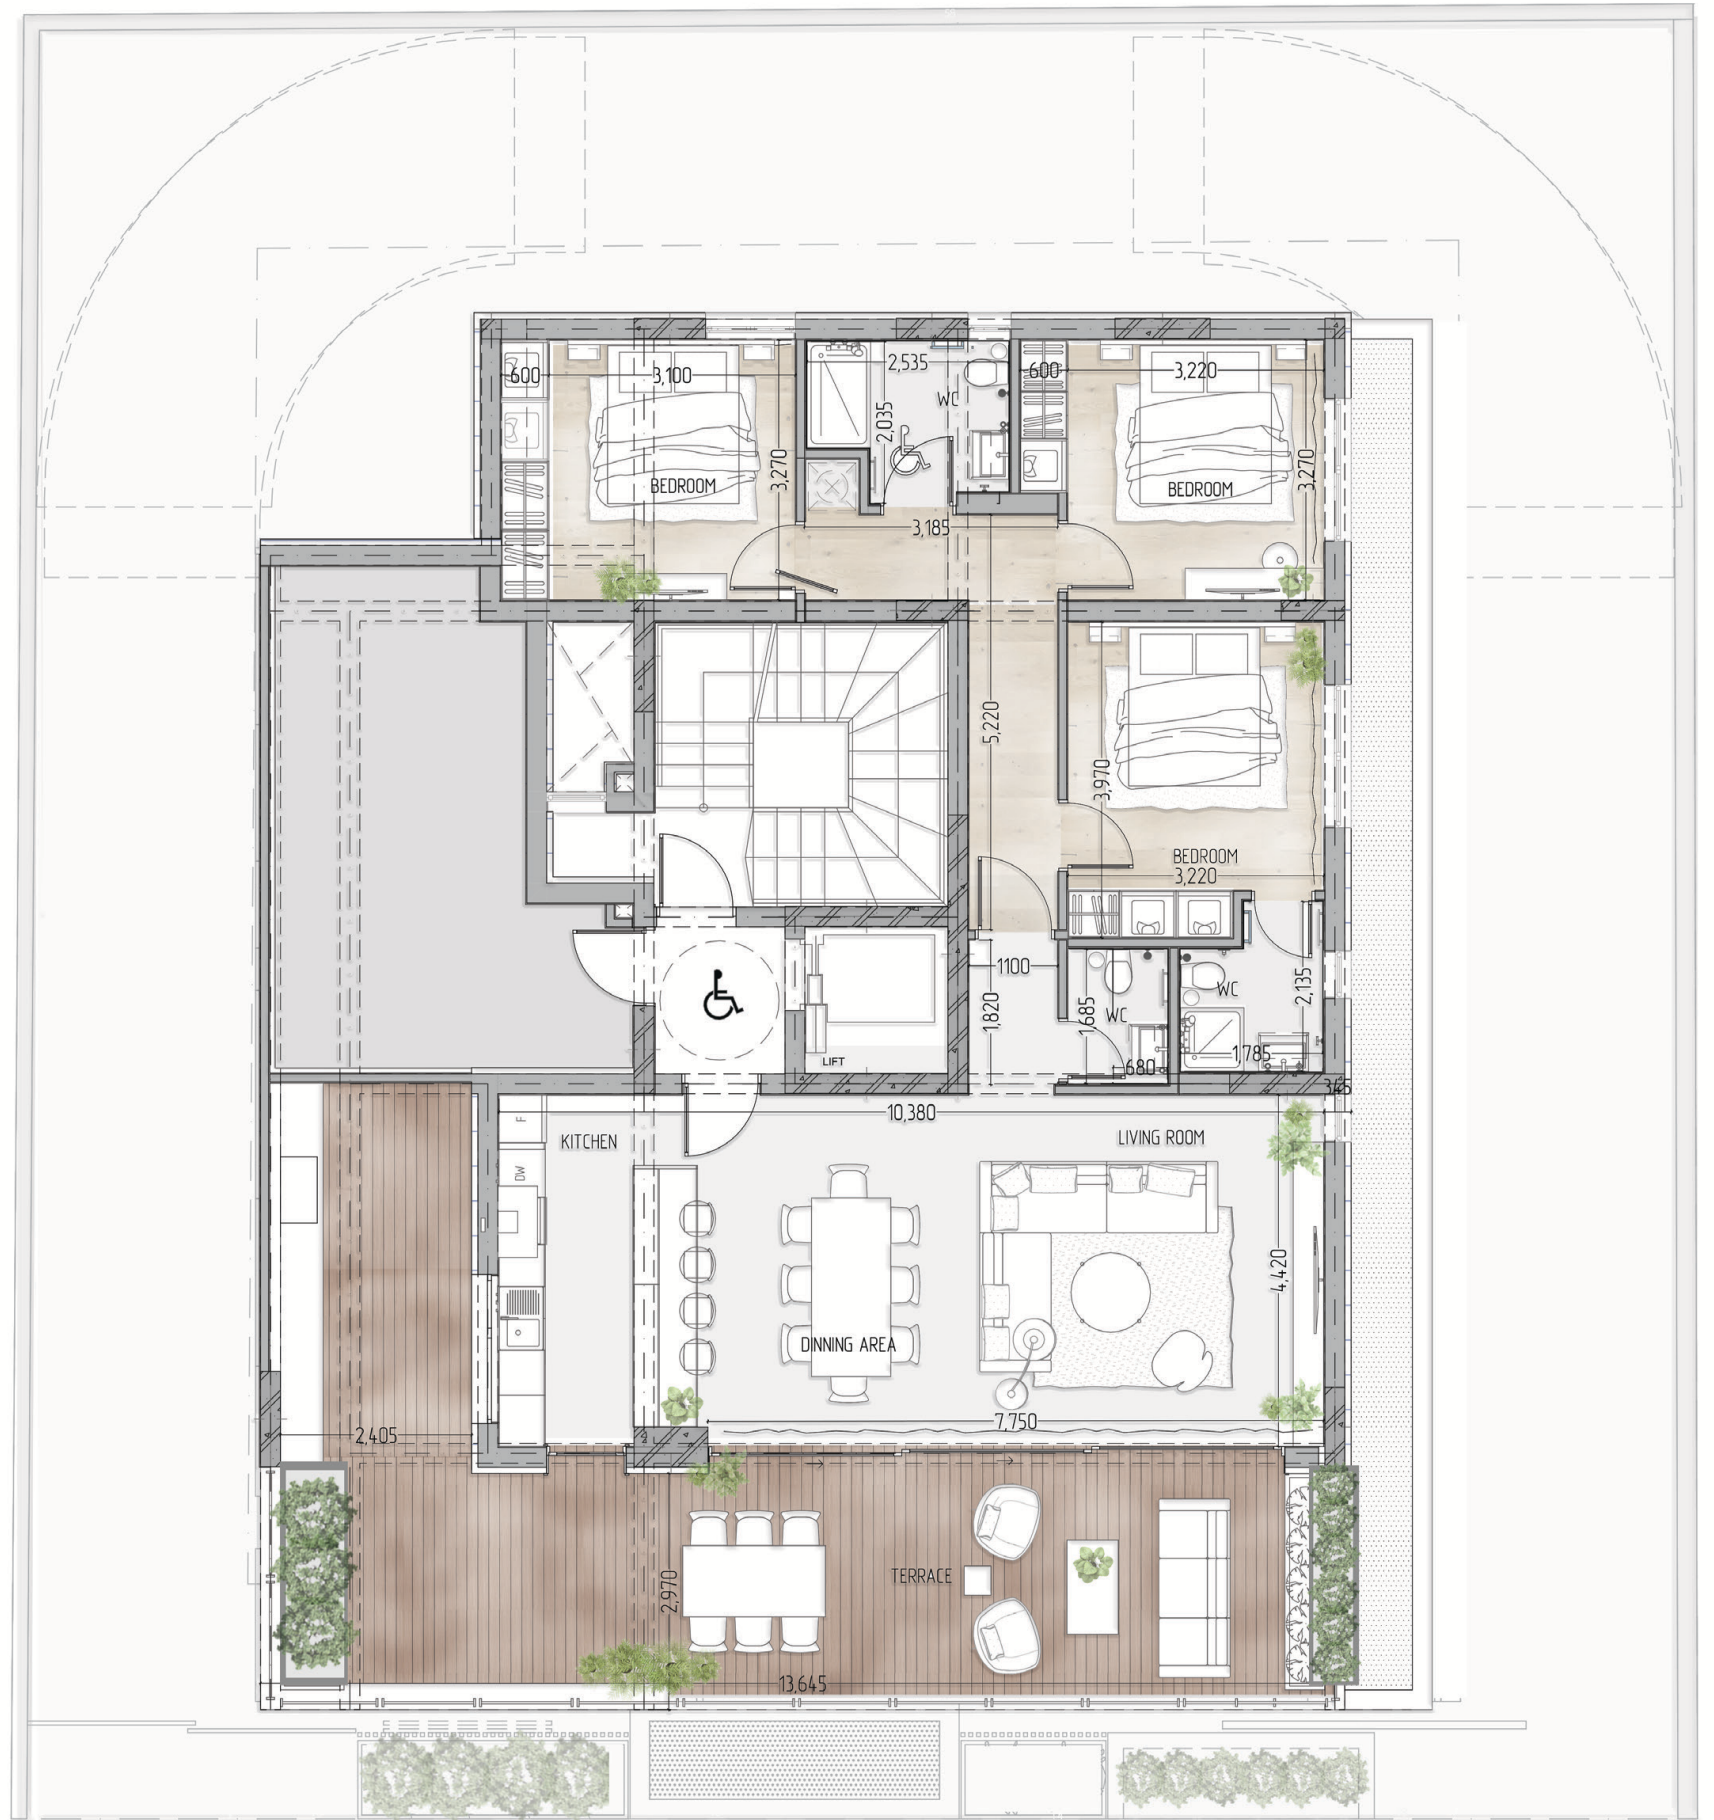 600
3,100
2,535
600
3,220
WC
2,035
3,270
3,270
BEDROOM
BEDROOM
3,185
5,220
3,970
BEDROOM
3,220
1100
1,820
1,685
WC
WC
2,135
680
1,785
LIFT
345
10,380
F
KITCHEN
LIVING ROOM
DW
4,420
DINNING AREA
7,750
2,405
TERRACE
2,970
13,645